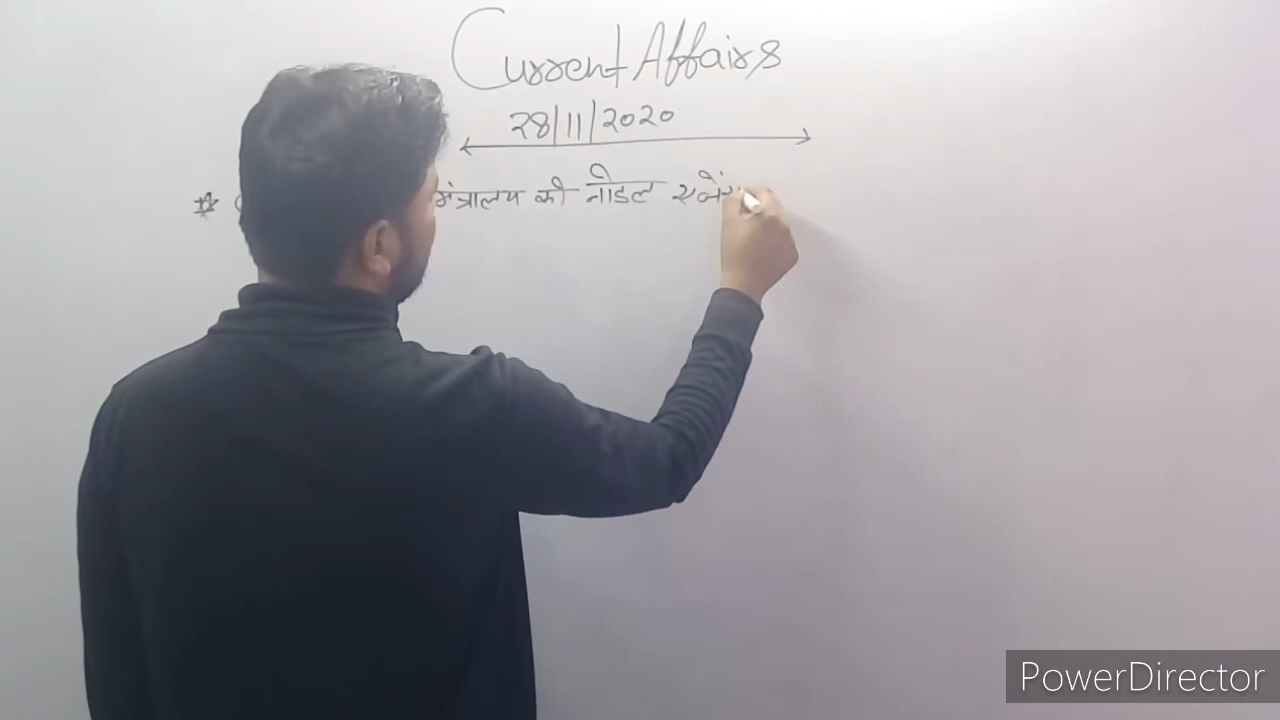 Current Affairs
28/11/2020
मंत्रालय की नोडल
PowerDirector